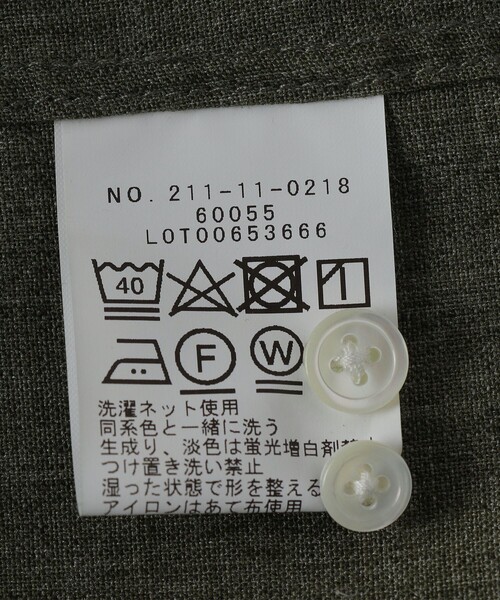 NO. 211-11-0218
60055
LOT00653666
40
F W
洗濯ネット使用
同系色と一緒に洗う
生成り、淡色は蛍光増白剤禁止
つけ置き洗い禁止
湿った状態で形を整える
アイロンはあて布使用